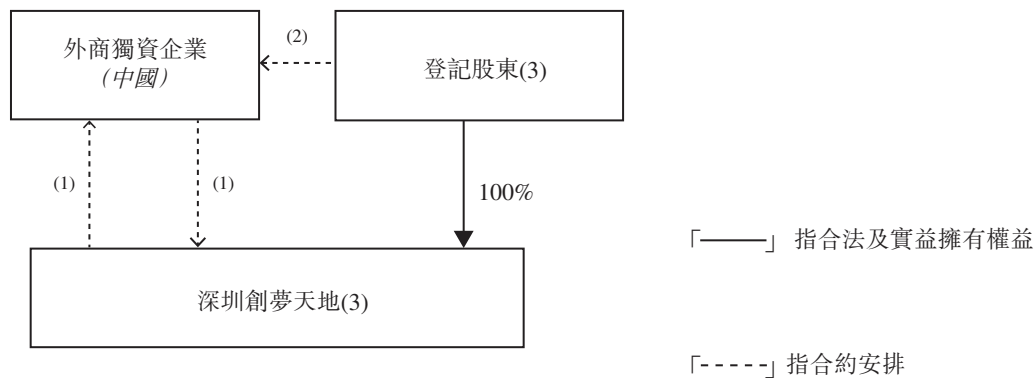 外商獨資企業
（中國）
(2)
登記股東(3)
(1)
(1)
100%
「———」 指合法及實益擁有權益
深圳創夢天地(3)
「-----」指合約安排